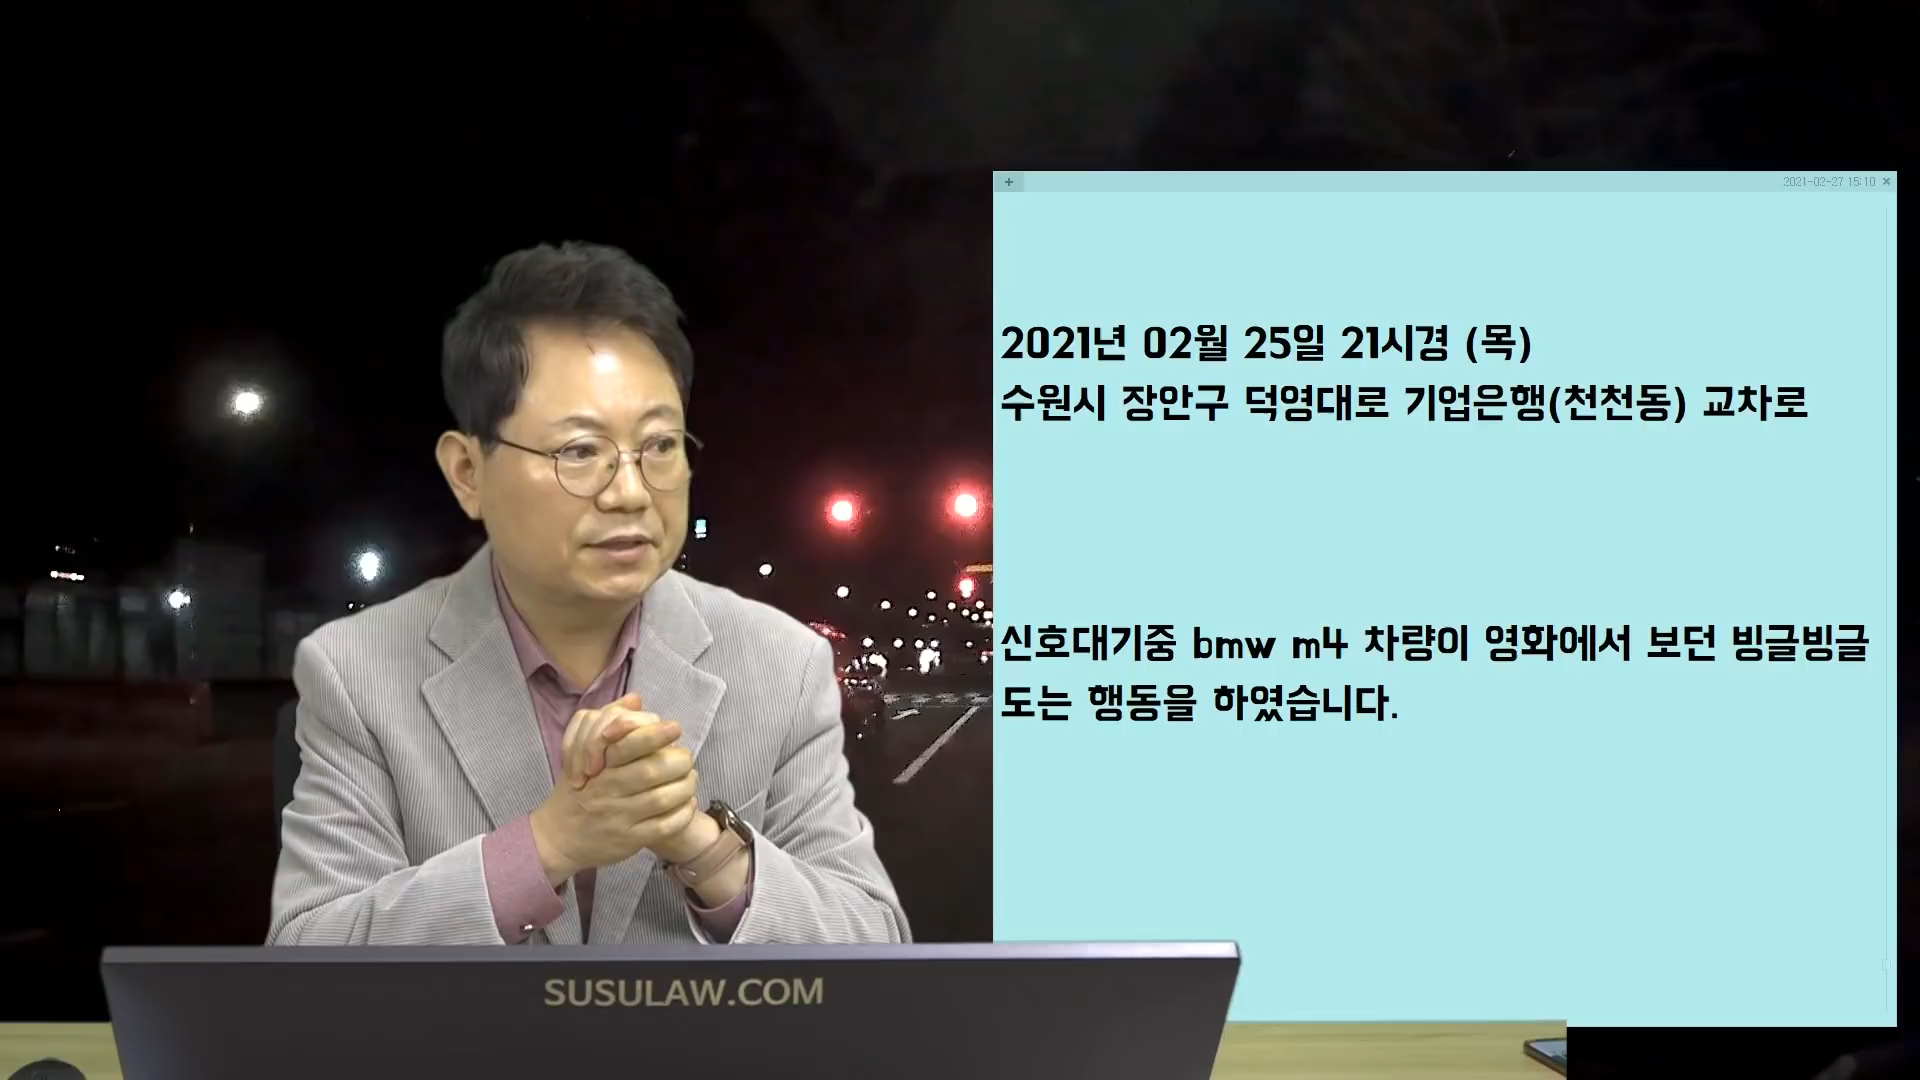 + 2021-02-27 15:10 ×
2021년 02월 25일 21시경 (목)
수원시 장안구 덕영대로 기업은행(천천동) 교차로
신호대기중 bmw m4 차량이 영화에서 보던 빙글빙글
도는 행동을 하였습니다.
SUSULAW.COM